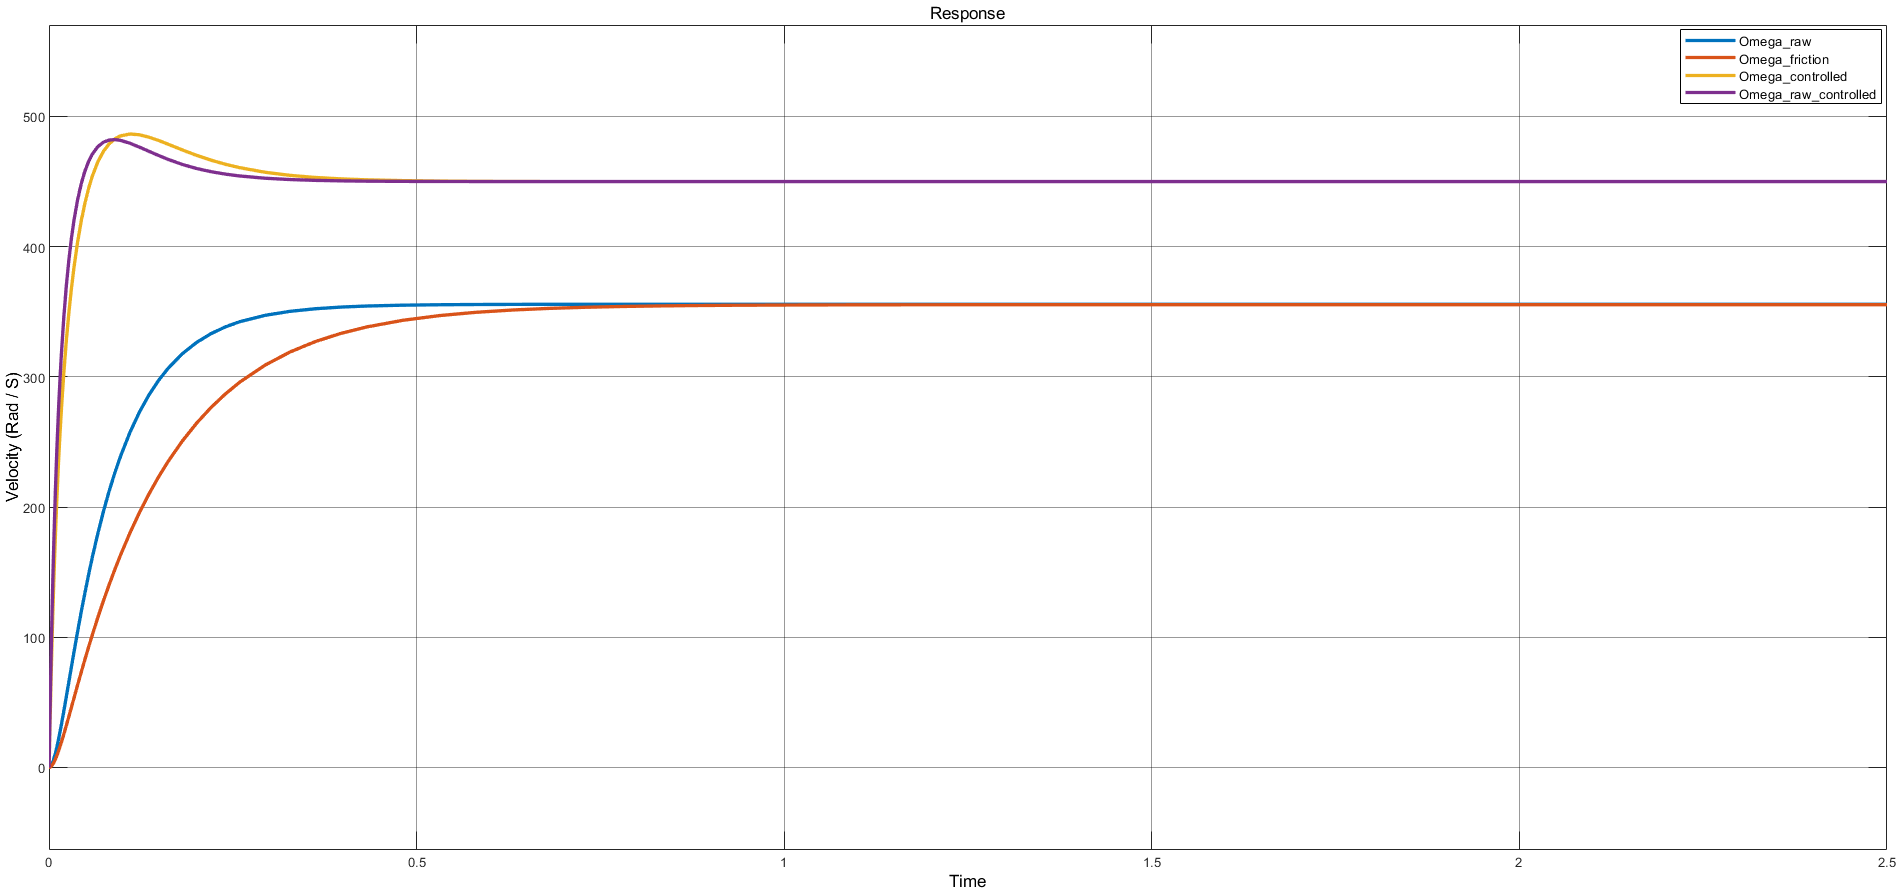 Response
Omega_raw
Omega_friction
Omega_controlled
Omega_raw_controlled
500
400
300
200
100
0
Velocity (Rad / S)
0 0.5 1 1.5 2 2.5
Time